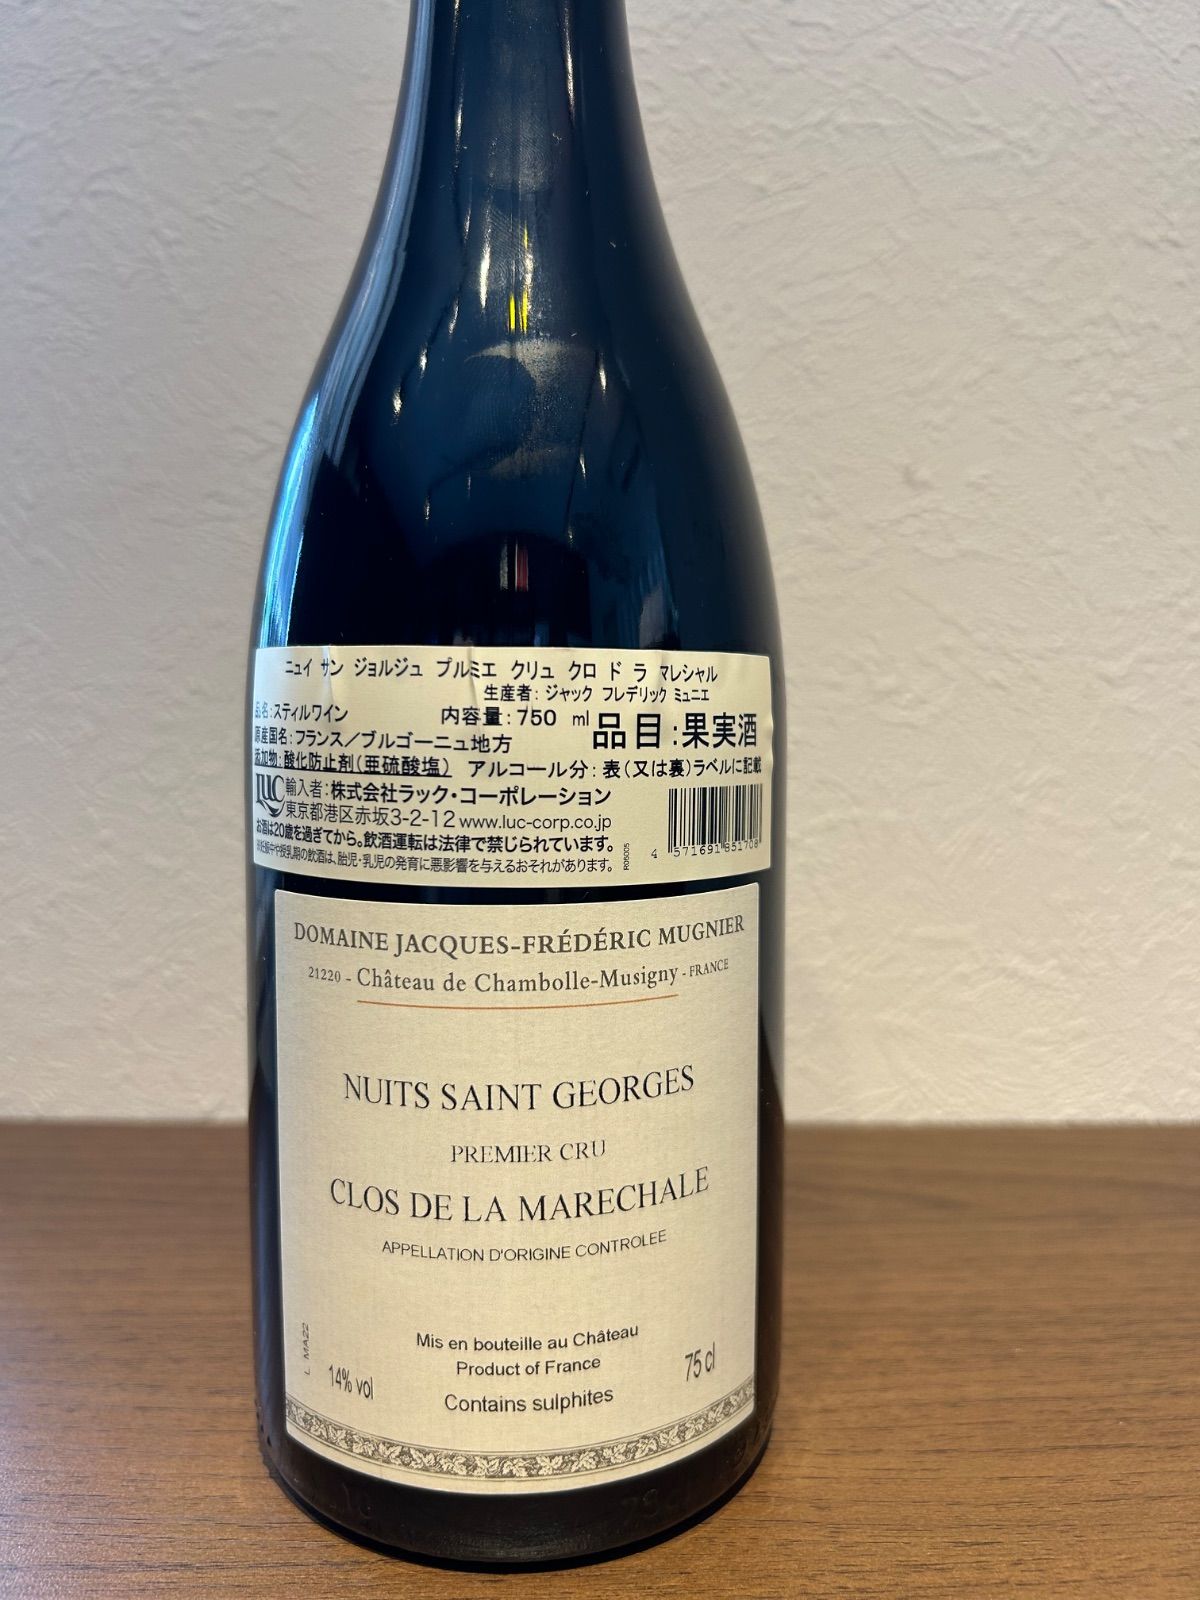 ニュイ サン ジョルジュ プルミエ クリュ クロ ド ラ マレシャル
生産者: ジャック フレデリック ミュニエ
品名:スティルワイン 内容量:750 ml 品目:果実酒
原産国名:フランス/ブルゴーニュ地方
添加物:酸化防止剤(亜硫酸塩) アルコール分:表(又は裏)ラベルに記載
LUC 輸入者:株式会社ラック・コーポレーション
東京都港区赤坂3-2-12 www.luc-corp.co.jp
お酒は20歳を過ぎてから。飲酒運転は法律で禁じられています。
※妊娠中や授乳期の飲酒は、胎児・乳児の発育に悪影響を与えるおそれがあります。
R05005
4 571691 851708
DOMAINE JACQUES-FRÉDÉRIC MUGNIER
21220 - Château de Chambolle-Musigny - FRANCE
NUITS SAINT GEORGES
PREMIER CRU
CLOS DE LA MARECHALE
APPELLATION D'ORIGINE CONTROLEE
Mis en bouteille au Château
Product of France
Contains sulphites
L MA22
14% vol
75 cl